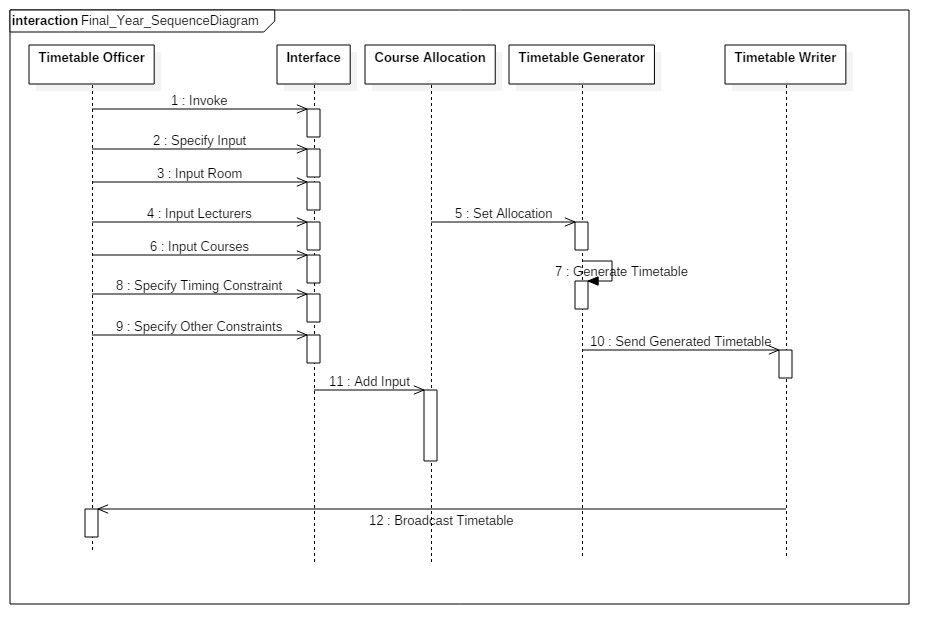 interaction Final_Year_SequenceDiagram
Timetable Officer
Interface
Course Allocation
Timetable Generator
Timetable Writer
1 : Invoke
2 : Specify Input
3 : Input Room
4 : Input Lecturers
5 : Set Allocation
6 : Input Courses
7 : Generate Timetable
8 : Specify Timing Constraint
9 : Specify Other Constraints
10 : Send Generated Timetable
11 : Add Input
12 : Broadcast Timetable